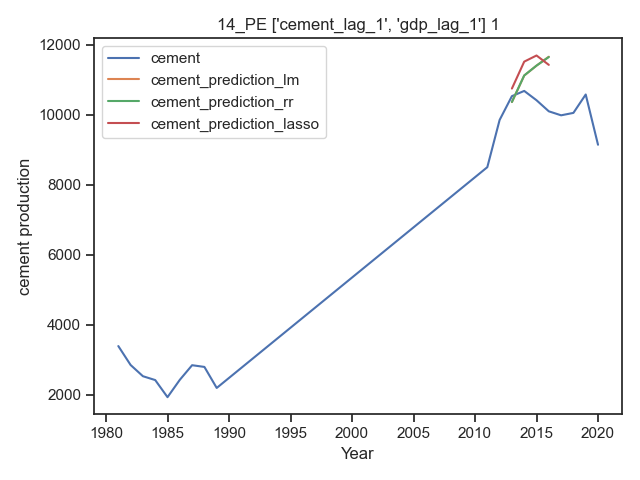 14_PE ['cement_lag_1', 'gdp_lag_1'] 1
12000
10000
8000
6000
4000
2000
cement production
cement
cement_prediction_lm
cement_prediction_rr
cement_prediction_lasso
1980 1985 1990 1995 2000 2005 2010 2015 2020
Year